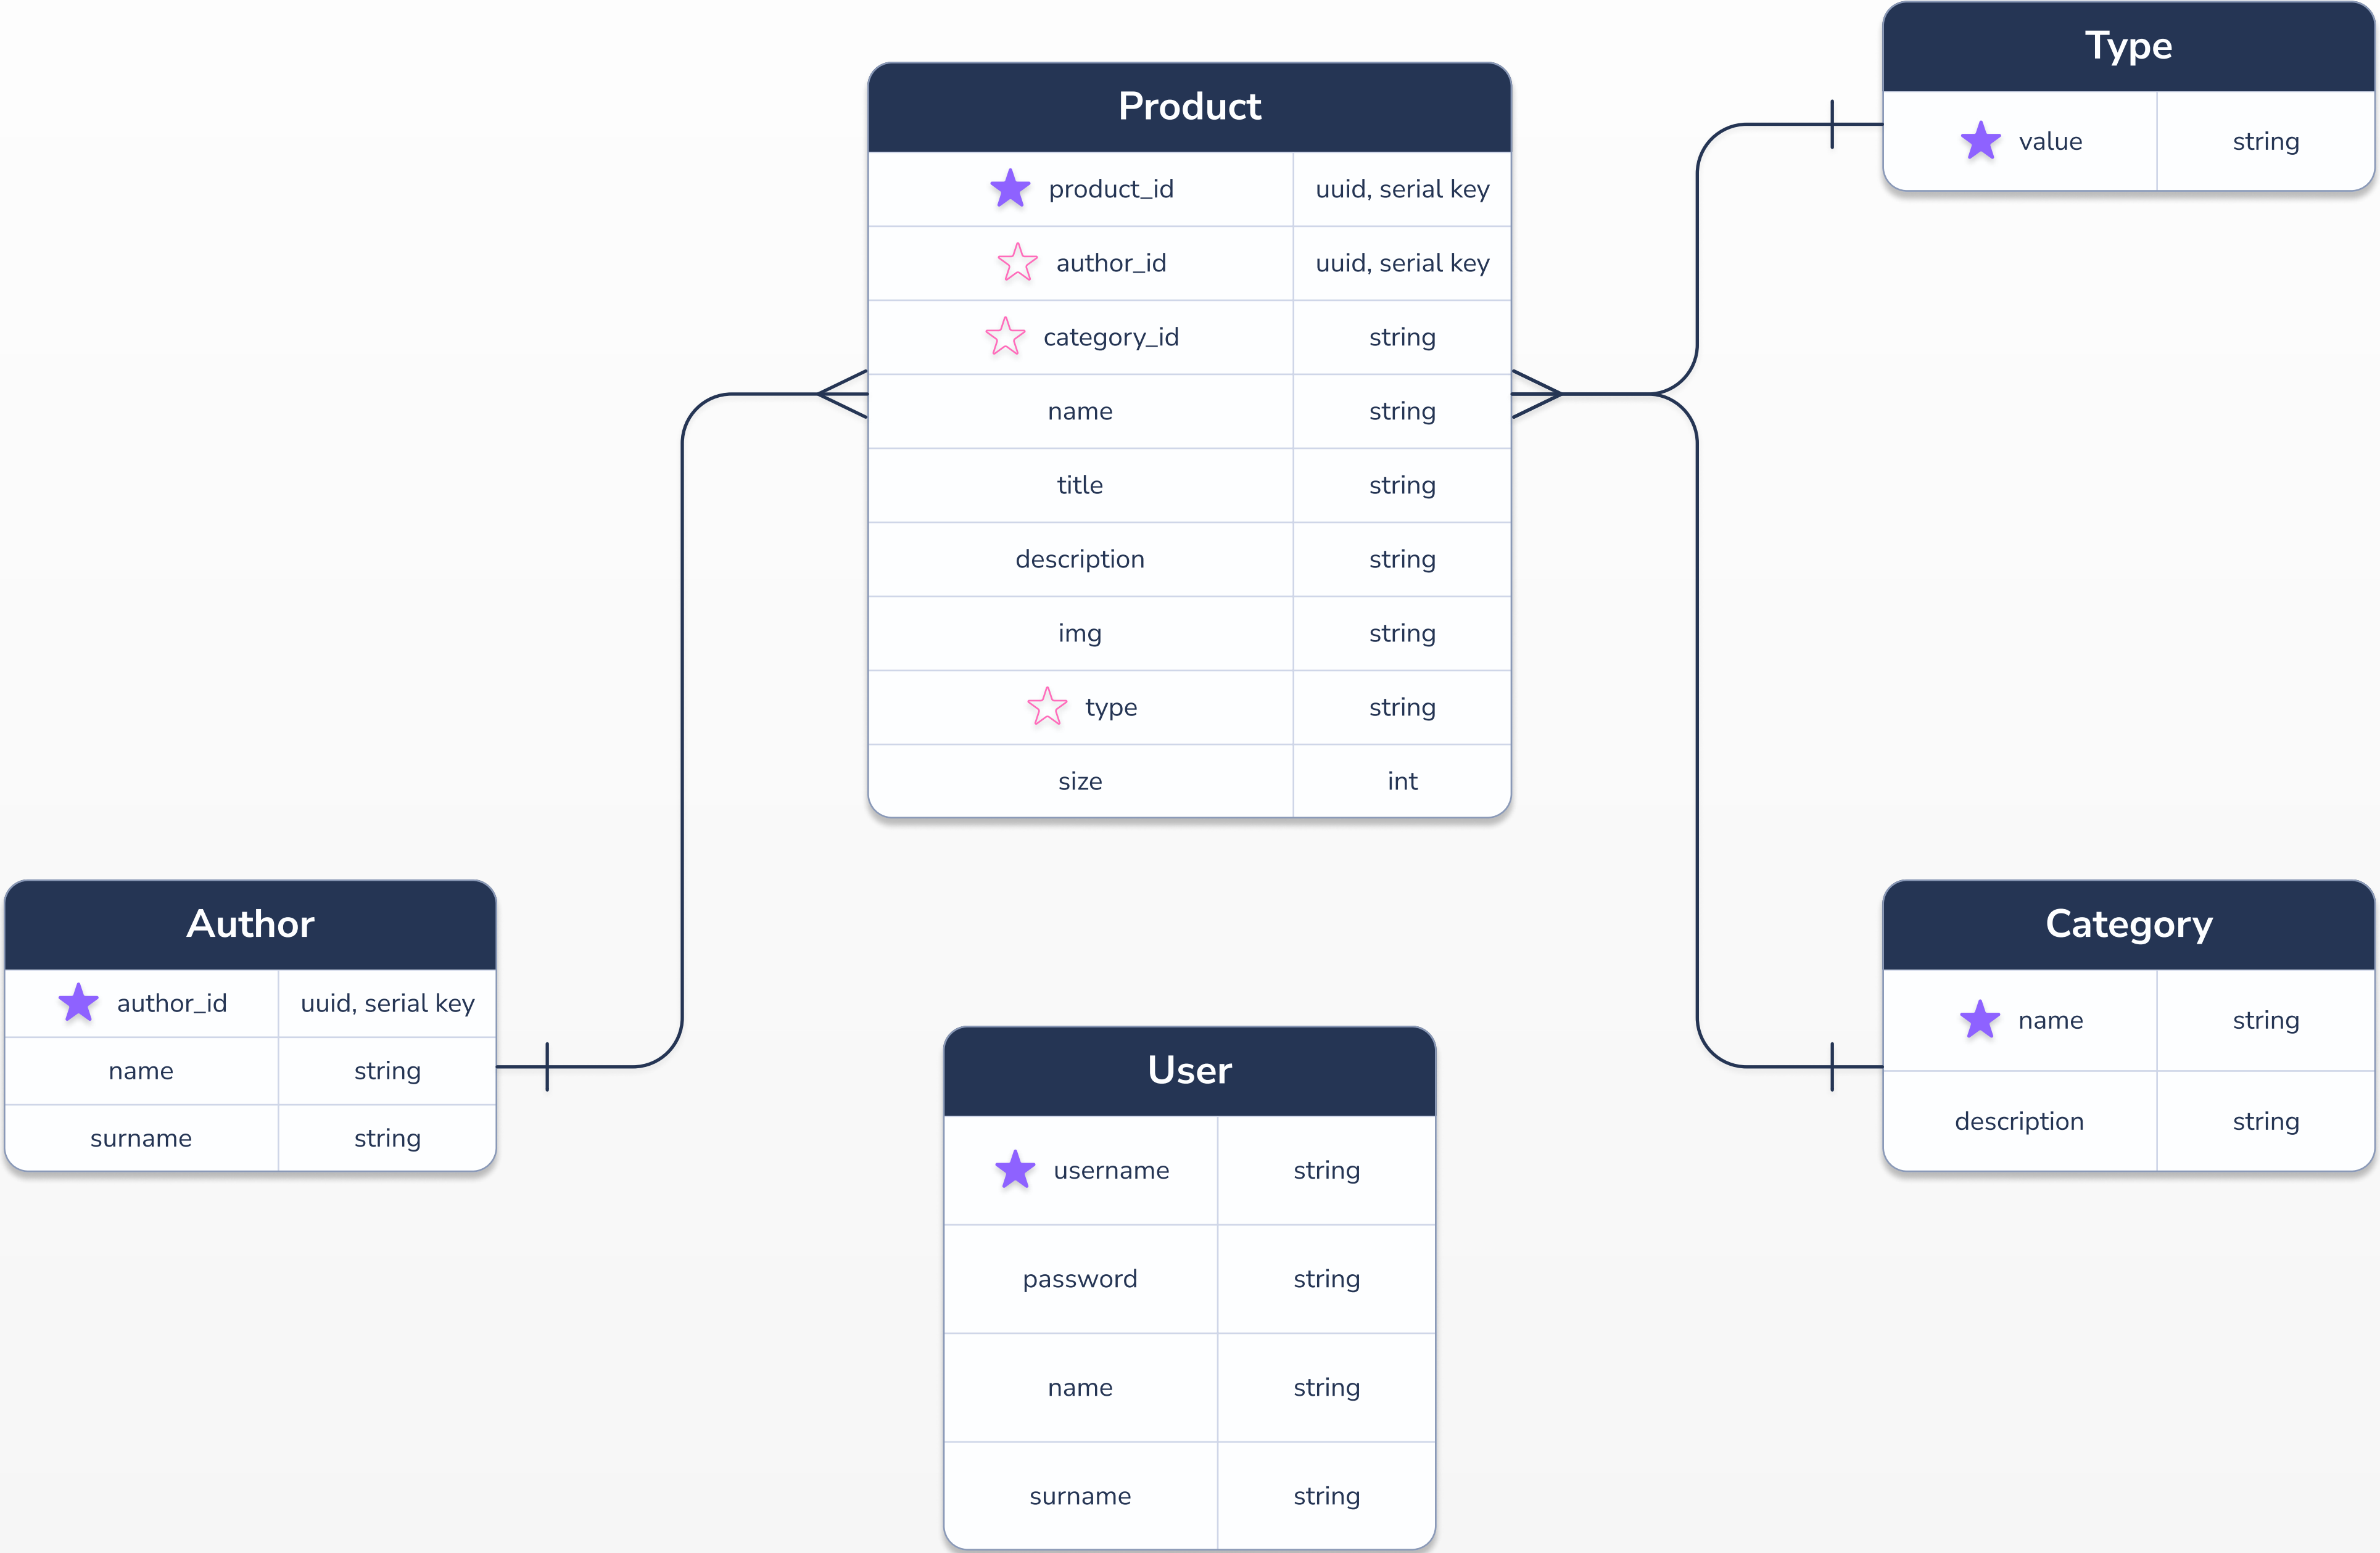 Product
product_id uuid, serial key
author_id uuid, serial key
category_id string
name string
title string
description string
img string
type string
size int
Type
value string
Author
author_id uuid, serial key
name string
surname string
User
username string
password string
name string
surname string
Category
name string
description string